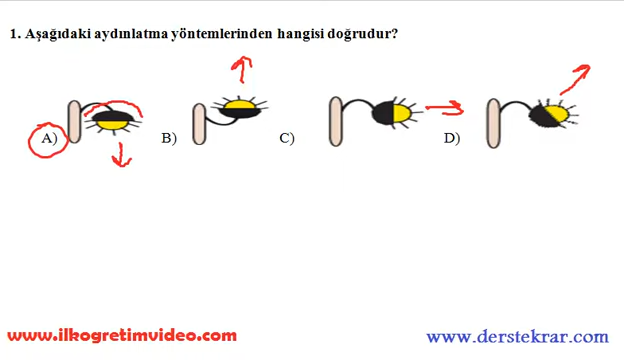 1. Aşağıdaki aydınlatma yöntemlerinden hangisi doğrudur?
A) B) C) D)
www.ilkogretimvideo.com www.derstekrar.com